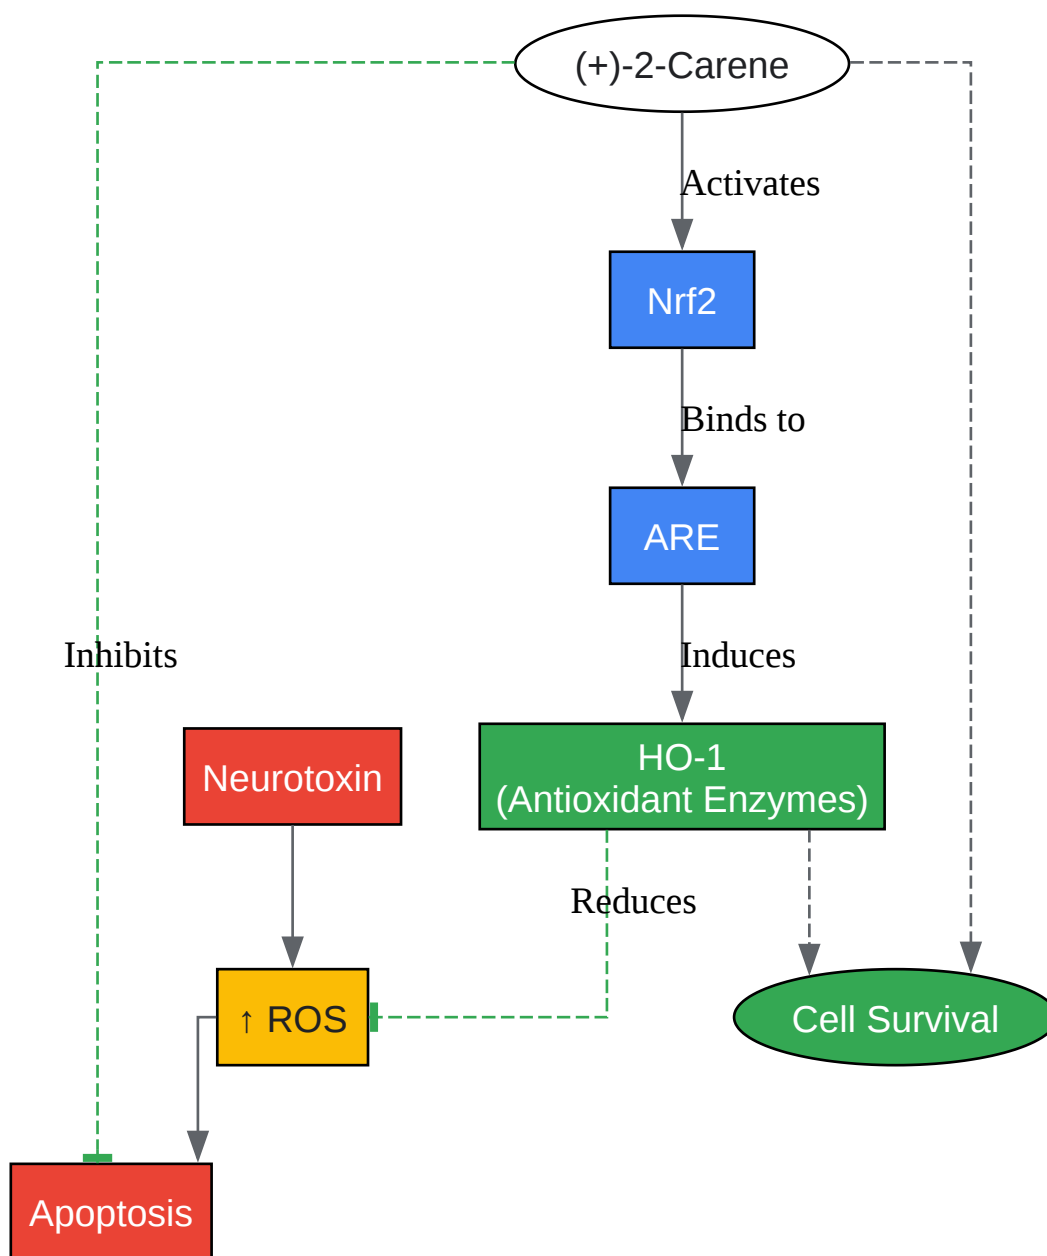 (+)-2-Carene
Activates
Nrf2
Binds to
ARE
Inhibits
Induces
Neurotoxin
HO-1
(Antioxidant Enzymes)
Reduces
↑ ROS
Cell Survival
Apoptosis